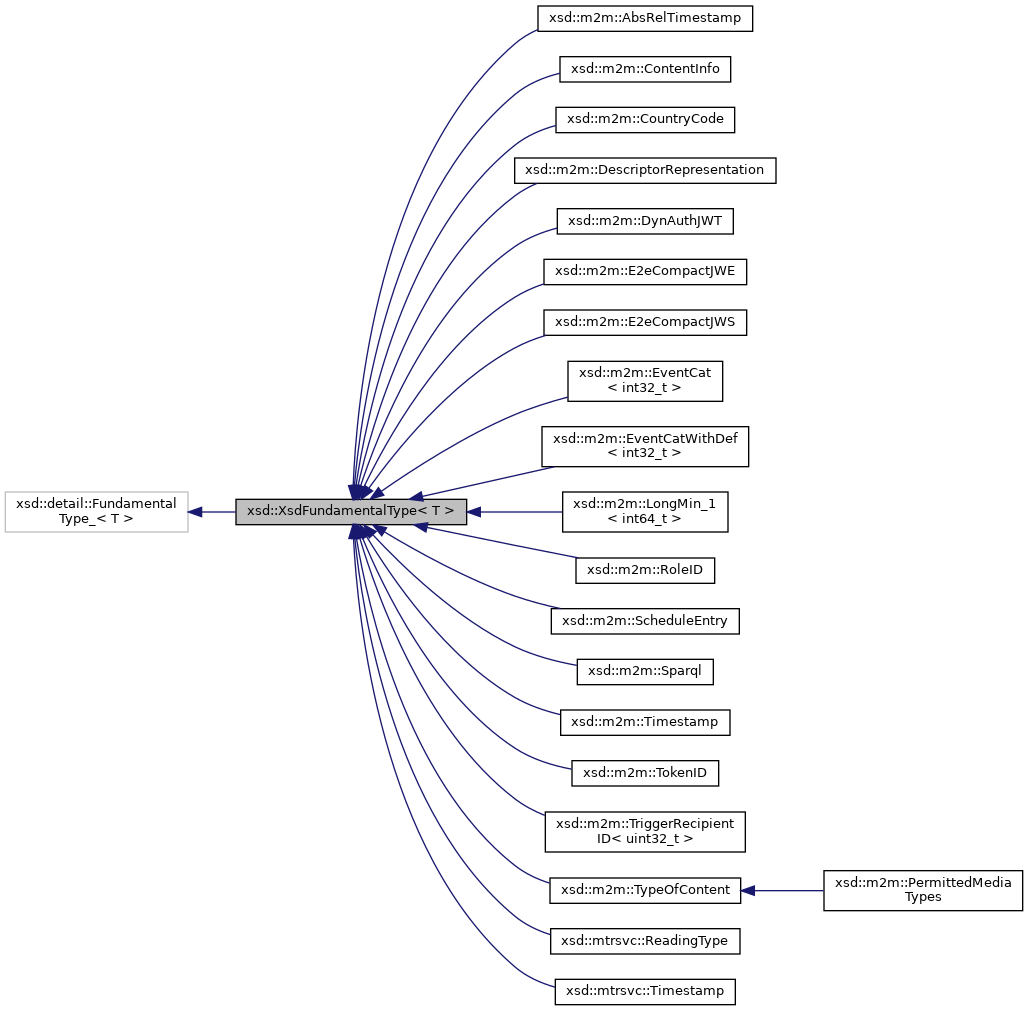 xsd::m2m::AbsRelTimestamp
xsd::m2m::ContentInfo
xsd::m2m::CountryCode
xsd::m2m::DescriptorRepresentation
xsd::m2m::DynAuthJWT
xsd::m2m::E2eCompactJWE
xsd::m2m::E2eCompactJWS
xsd::m2m::EventCat
< int32_t >
xsd::m2m::EventCatWithDef
< int32_t >
xsd::detail::Fundamental
Type_< T >
xsd::XsdFundamentalType< T >
xsd::m2m::LongMin_1
< int64_t >
xsd::m2m::RoleID
xsd::m2m::ScheduleEntry
xsd::m2m::Sparql
xsd::m2m::Timestamp
xsd::m2m::TokenID
xsd::m2m::TriggerRecipient
ID< uint32_t >
xsd::m2m::TypeOfContent
xsd::m2m::PermittedMedia
Types
xsd::mtrsvc::ReadingType
xsd::mtrsvc::Timestamp